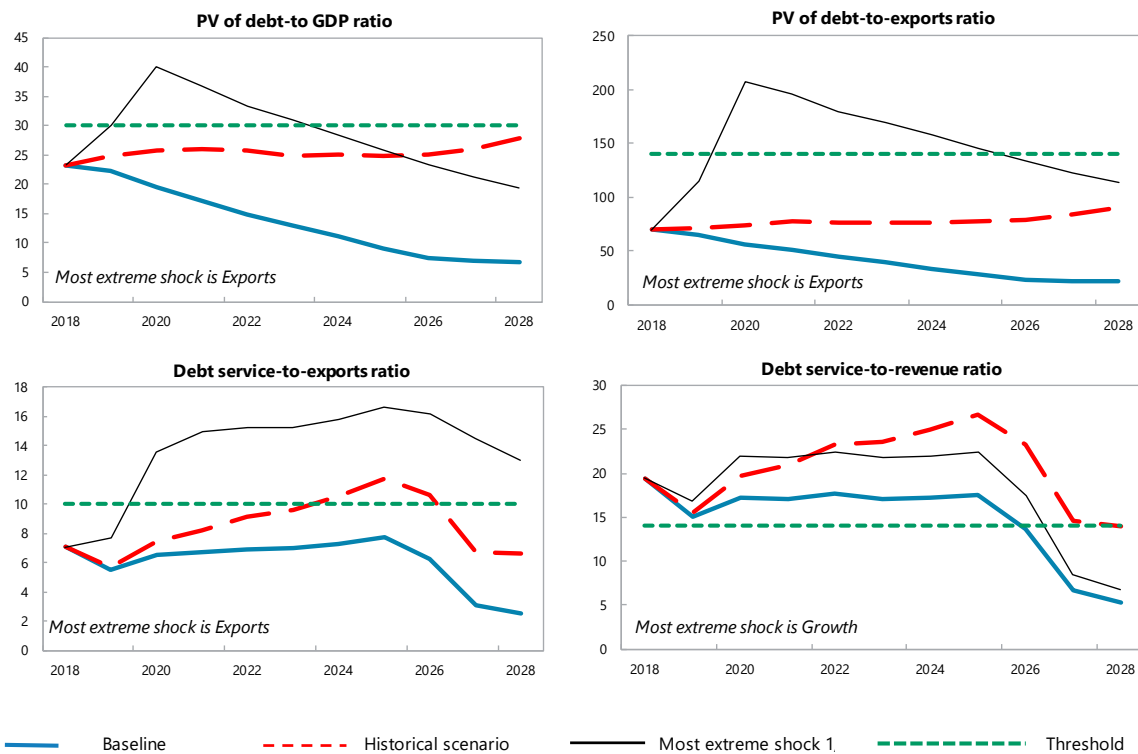 PV of debt-to GDP ratio
45
40
35
30
25
20
15
10
5
0
Most extreme shock is Exports
2018 2020 2022 2024 2026 2028
PV of debt-to-exports ratio
250
200
150
100
50
0
Most extreme shock is Exports
2018 2020 2022 2024 2026 2028
Debt service-to-exports ratio
18
16
14
12
10
8
6
4
2
0
Most extreme shock is Exports
2018 2020 2022 2024 2026 2028
Debt service-to-revenue ratio
30
25
20
15
10
5
0
Most extreme shock is Growth
2018 2020 2022 2024 2026 2028
Baseline Historical scenario Most extreme shock 1 Threshold